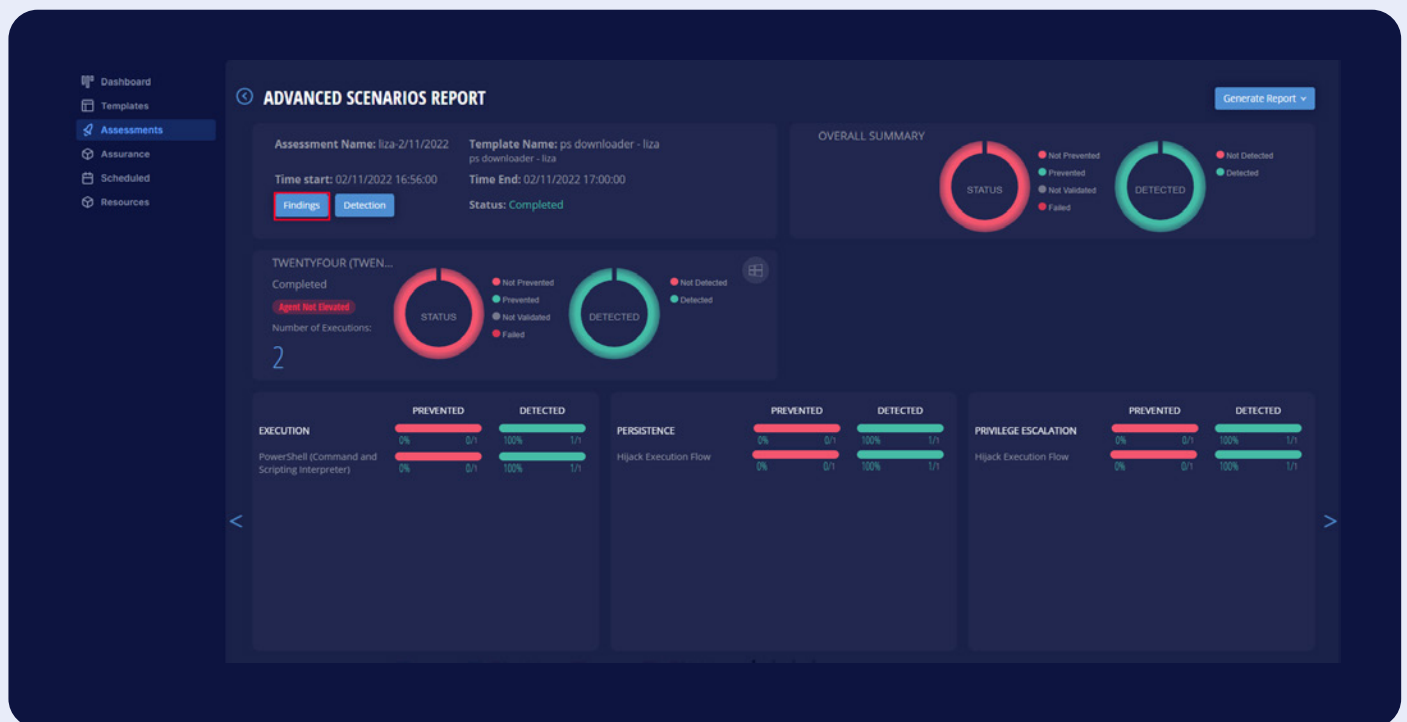 Dashboard
Templates
Assessments
Assurance
Scheduled
Resources
ADVANCED SCENARIOS REPORT
Generate Report
Assessment Name: liza-2/11/2022
Template Name: ps downloader - liza
ps downloader - liza
Time start: 02/11/2022 16:56:00
Time End: 02/11/2022 17:00:00
Findings
Detection
Status: Completed
OVERALL SUMMARY
STATUS
Not Prevented
Prevented
Not Validated
Failed
DETECTED
Not Detected
Detected
TWENTYFOUR (TWEN...
Completed
Agent Not Elevated
Number of Executions:
2
STATUS
Not Prevented
Prevented
Not Validated
Failed
DETECTED
Not Detected
Detected
PREVENTED DETECTED
EXECUTION
0% 0/1 100% 1/1
PowerShell (Command and
Scripting Interpreter)
0% 0/1 100% 1/1
PREVENTED DETECTED
PERSISTENCE
0% 0/1 100% 1/1
Hijack Execution Flow
0% 0/1 100% 1/1
PREVENTED DETECTED
PRIVILEGE ESCALATION
0% 0/1 100% 1/1
Hijack Execution Flow
0% 0/1 100% 1/1